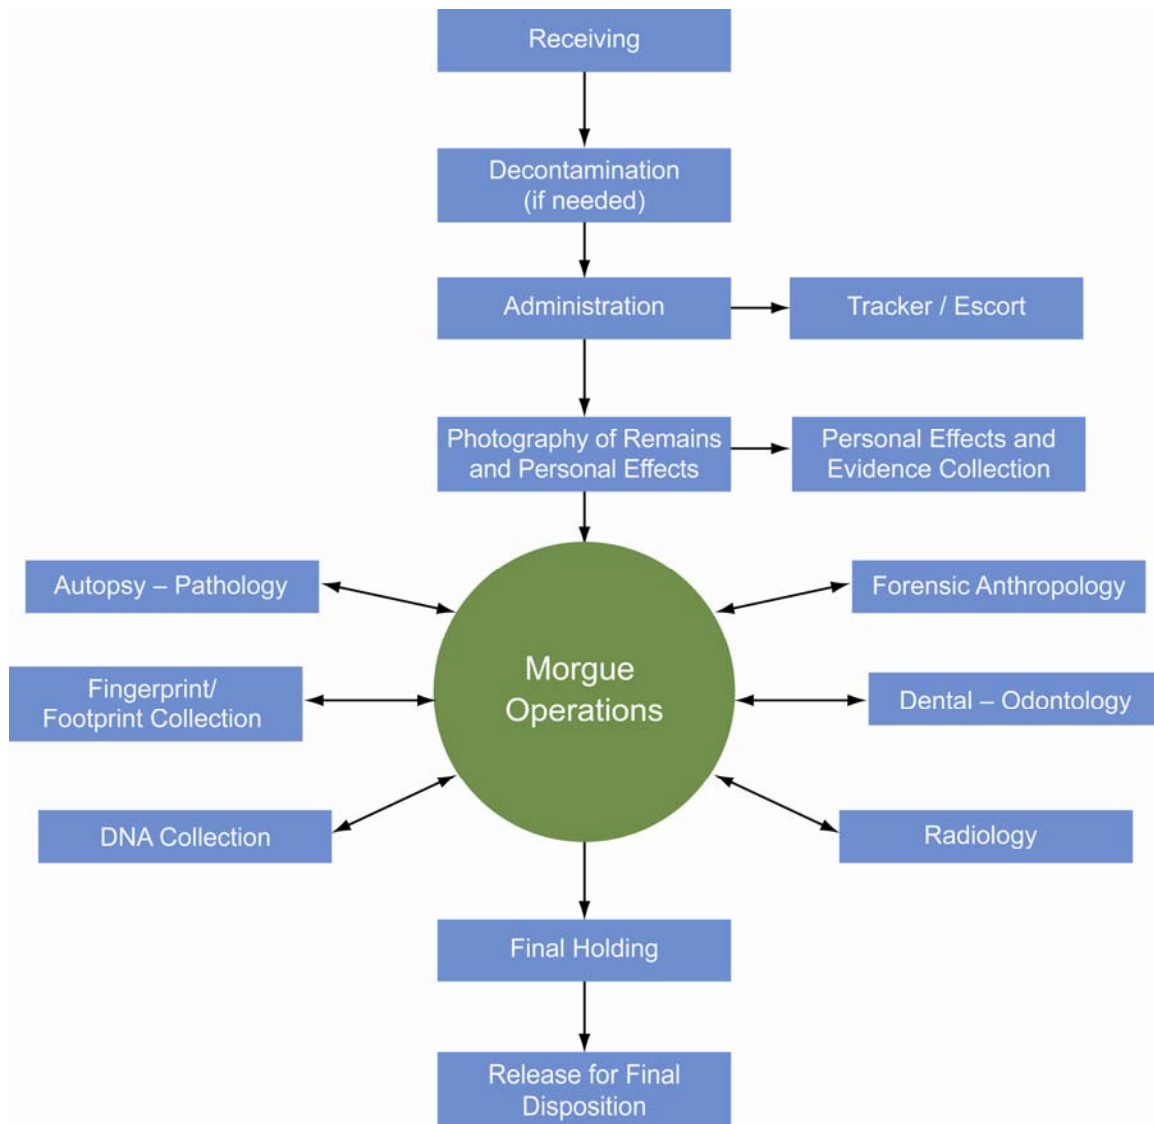 Receiving
Decontamination
(if needed)
Administration
Tracker / Escort
Photography of Remains
and Personal Effects
Personal Effects and
Evidence Collection
Autopsy – Pathology
Forensic Anthropology
Morgue
Operations
Fingerprint/
Footprint Collection
Dental – Odontology
DNA Collection
Radiology
Final Holding
Release for Final
Disposition